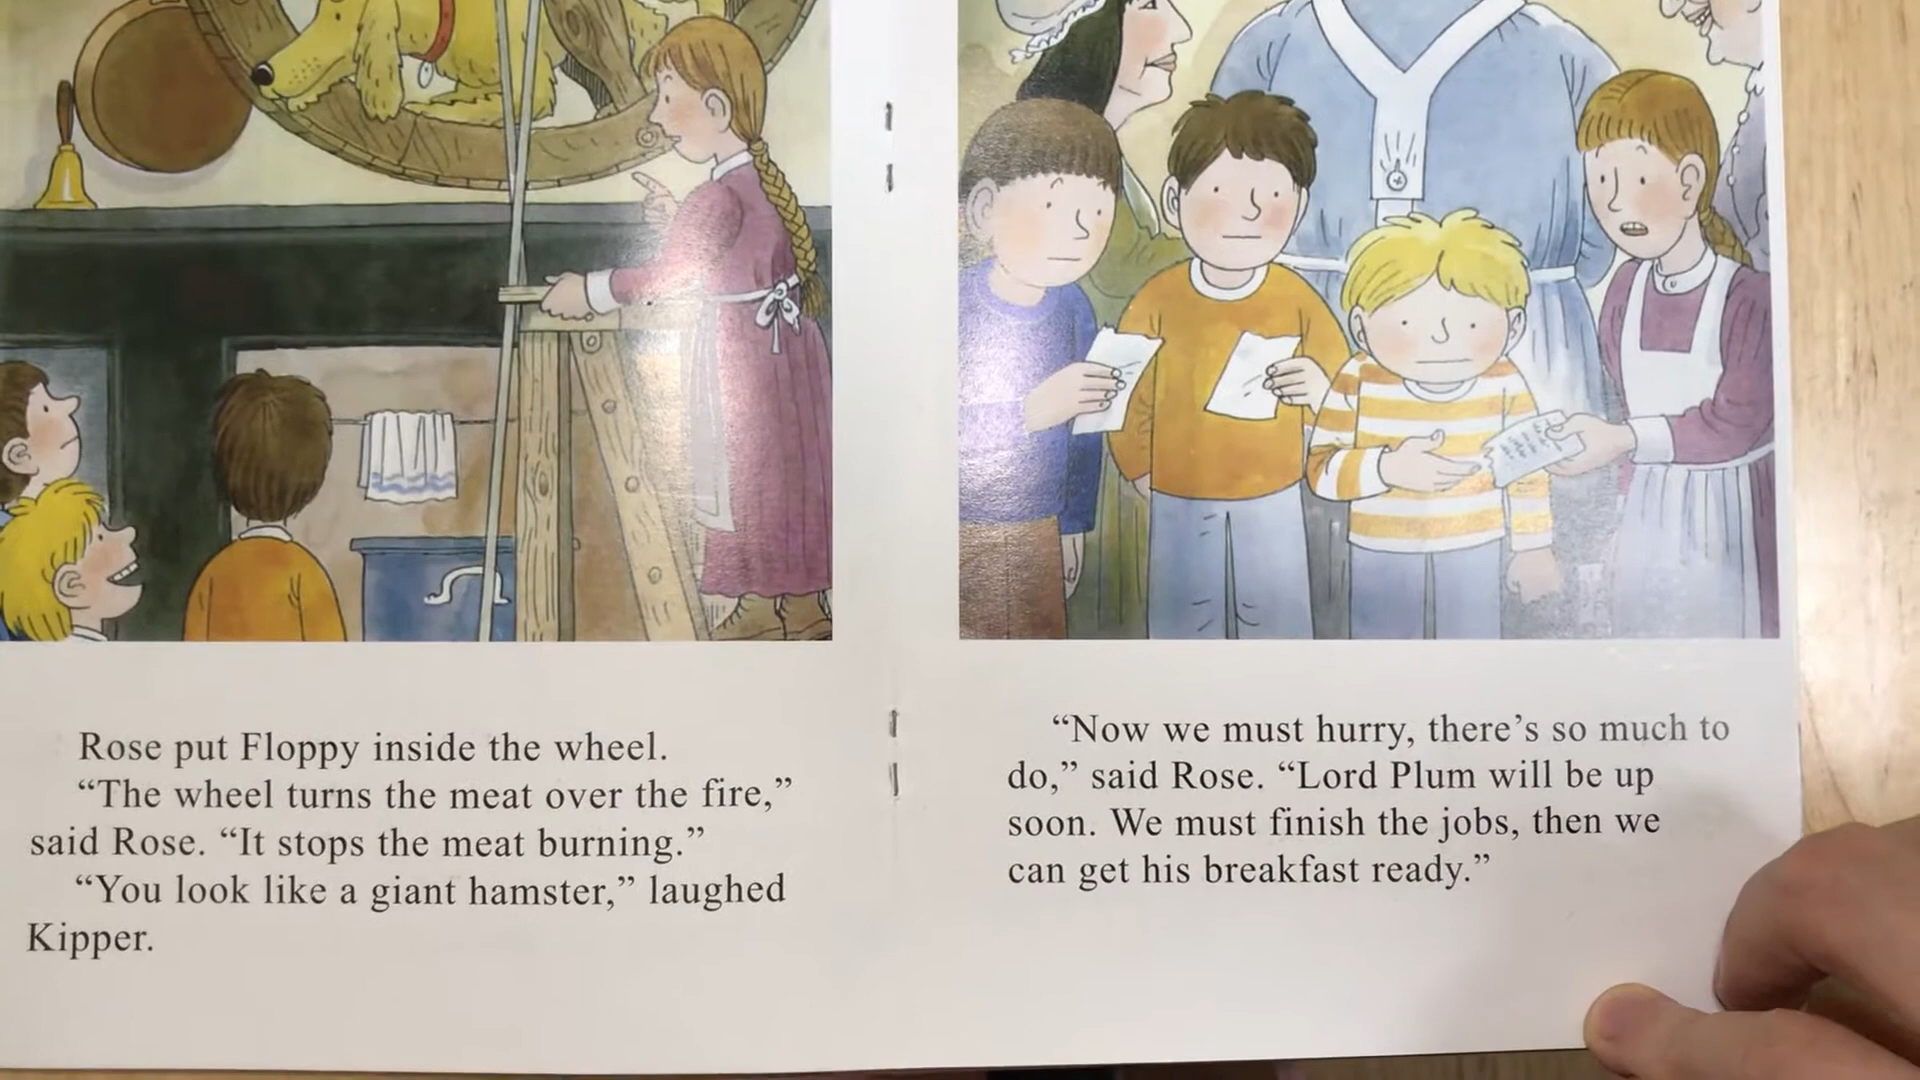 Rose put Floppy inside the wheel.
“The wheel turns the meat over the fire,”
said Rose. “It stops the meat burning.”
“You look like a giant hamster,” laughed
Kipper.
“Now we must hurry, there’s so much to
do,” said Rose. “Lord Plum will be up
soon. We must finish the jobs, then we
can get his breakfast ready.”